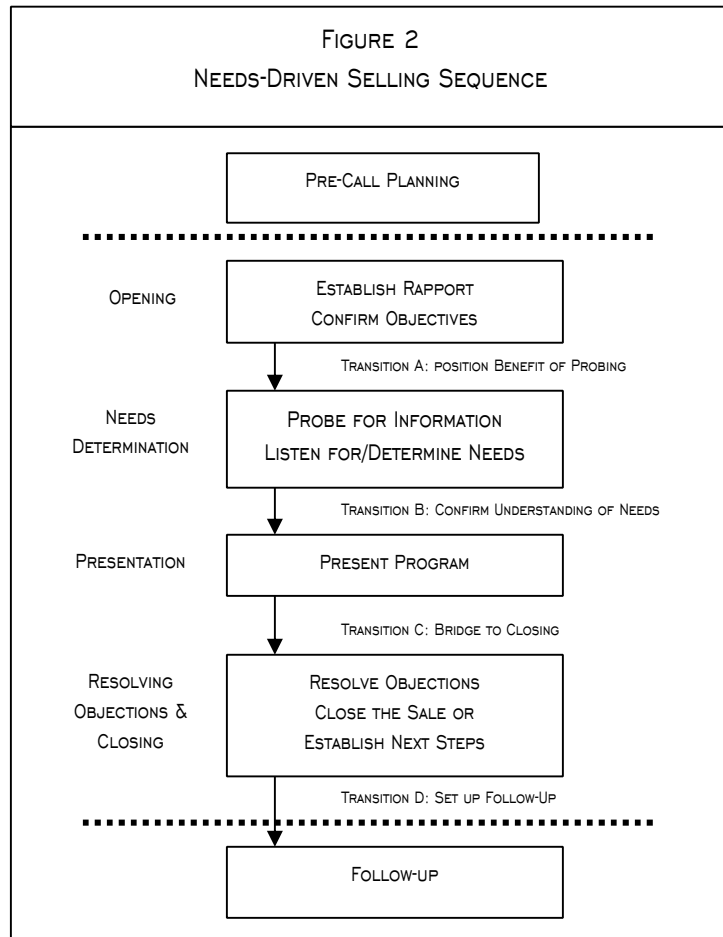 Figure 2
Needs-Driven Selling Sequence
Pre-Call Planning
Opening
Establish Rapport
Confirm Objectives
Transition A: position Benefit of Probing
Needs
Determination
Probe for Information
Listen for/Determine Needs
Transition B: Confirm Understanding of Needs
Presentation
Present Program
Transition C: Bridge to Closing
Resolving
Objections &
Closing
Resolve Objections
Close the Sale or
Establish Next Steps
Transition D: Set up Follow-Up
Follow-up